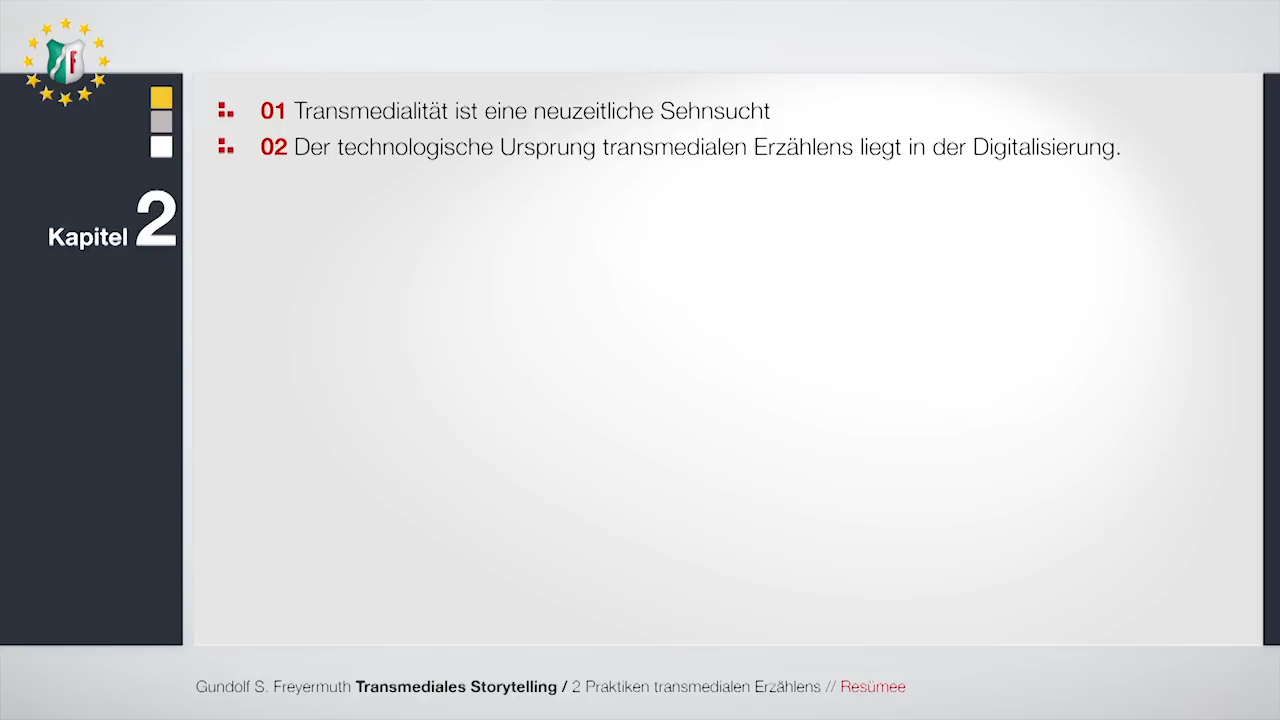 01 Transmedialität ist eine neuzeitliche Sehnsucht
02 Der technologische Ursprung transmedialen Erzählens liegt in der Digitalisierung.
Kapitel 2
Gundolf S. Freyermuth Transmediales Storytelling / 2 Praktiken transmedialen Erzählens // Resümee